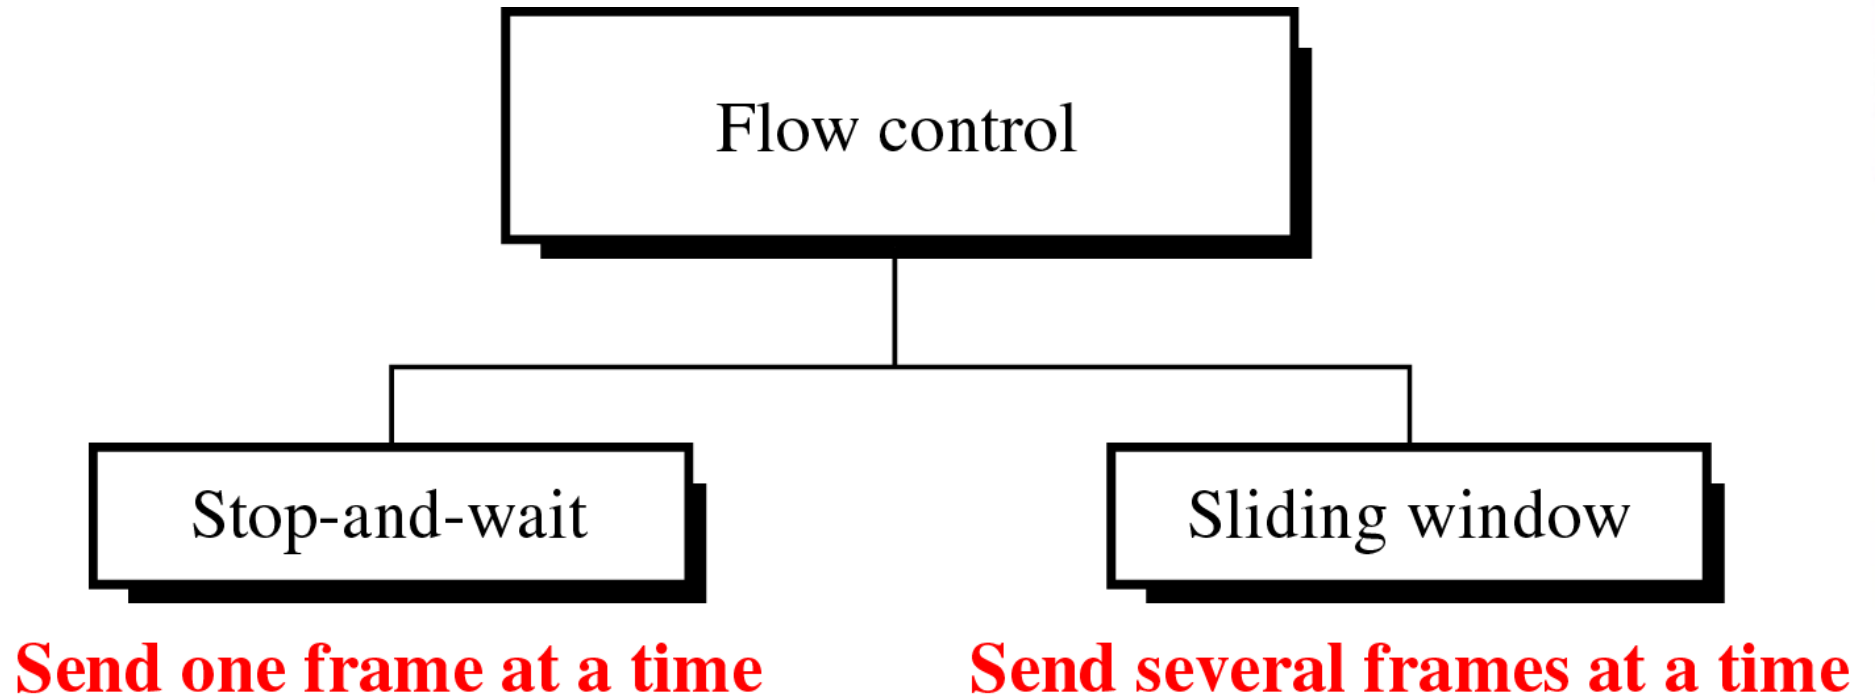 Flow control
Stop-and-wait
Sliding window
Send one frame at a time
Send several frames at a time